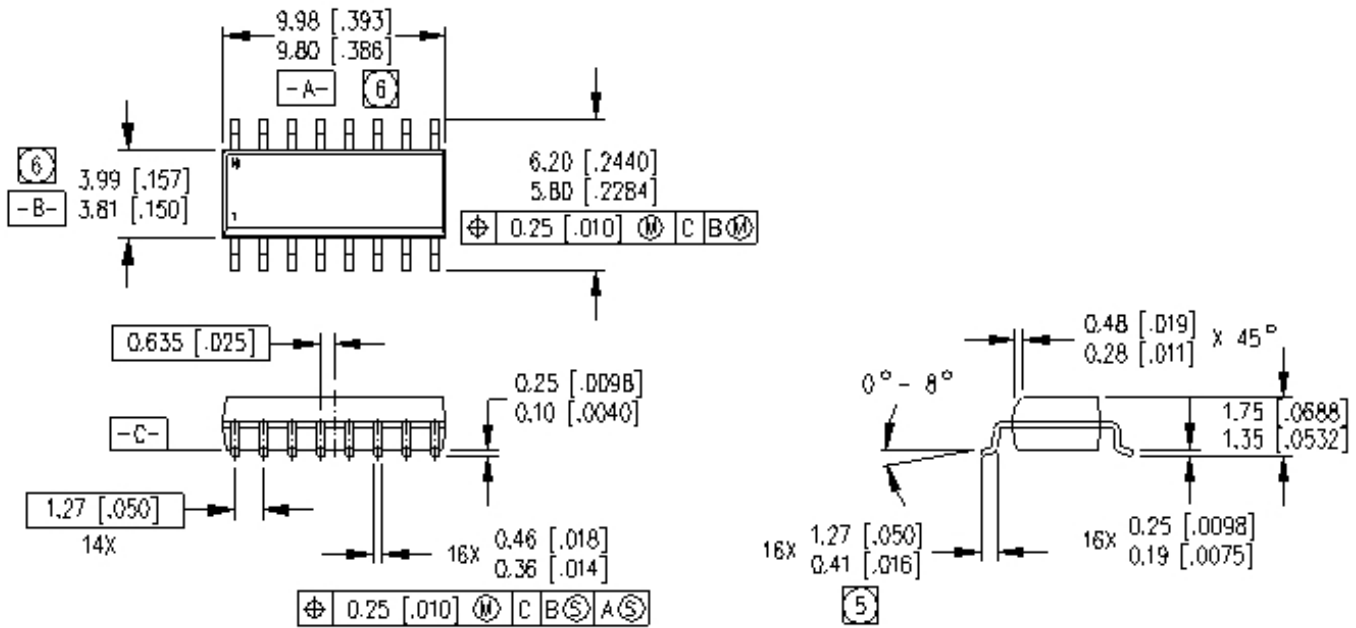 9.98 [.393]
9.80 [.386]
-A- 6
6
3.99 [.157]
-B- 3.81 [.150]
N
1
6.20 [.2440]
5.80 [.2284]
⌖ 0.25 [.010] Ⓜ C B Ⓜ
0.635 [.025]
0.25 [.0098]
0.10 [.0040]
-C-
1.27 [.050]
14X
16X 0.46 [.018]
0.36 [.014]
⌖ 0.25 [.010] Ⓜ C B Ⓢ A Ⓢ
0.48 [.019]
0.28 [.011] X 45°
0° - 8°
1.75 [.0688]
1.35 [.0532]
16X 1.27 [.050]
0.41 [.016]
5
16X 0.25 [.0098]
0.19 [.0075]